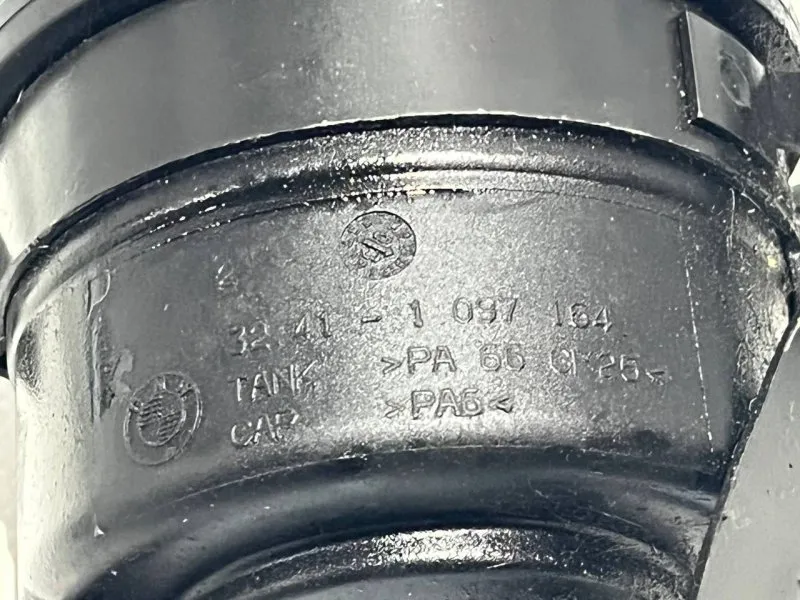 32 41 - 1 097 164
TANK >PA 66 GF25<
CAP >PA6<